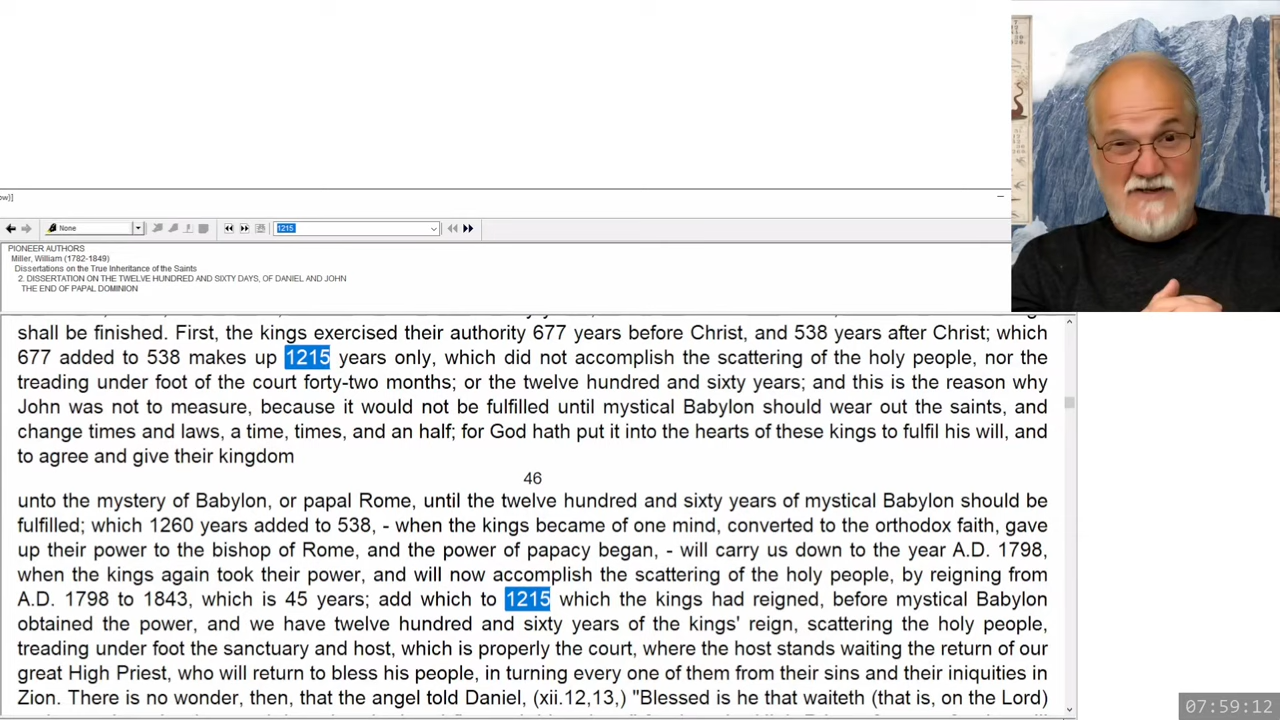 ow)]
None
1215
PIONEER AUTHORS
Miller, William (1782-1849)
Dissertations on the True Inheritance of the Saints
2. DISSERTATION ON THE TWELVE HUNDRED AND SIXTY DAYS, OF DANIEL AND JOHN
THE END OF PAPAL DOMINION
shall be finished. First, the kings exercised their authority 677 years before Christ, and 538 years after Christ; which
677 added to 538 makes up 1215 years only, which did not accomplish the scattering of the holy people, nor the
treading under foot of the court forty-two months; or the twelve hundred and sixty years; and this is the reason why
John was not to measure, because it would not be fulfilled until mystical Babylon should wear out the saints, and
change times and laws, a time, times, and an half; for God hath put it into the hearts of these kings to fulfil his will, and
to agree and give their kingdom
46
unto the mystery of Babylon, or papal Rome, until the twelve hundred and sixty years of mystical Babylon should be
fulfilled; which 1260 years added to 538, - when the kings became of one mind, converted to the orthodox faith, gave
up their power to the bishop of Rome, and the power of papacy began, - will carry us down to the year A.D. 1798,
when the kings again took their power, and will now accomplish the scattering of the holy people, by reigning from
A.D. 1798 to 1843, which is 45 years; add which to 1215 which the kings had reigned, before mystical Babylon
obtained the power, and we have twelve hundred and sixty years of the kings' reign, scattering the holy people,
treading under foot the sanctuary and host, which is properly the court, where the host stands waiting the return of our
great High Priest, who will return to bless his people, in turning every one of them from their sins and their iniquities in
Zion. There is no wonder, then, that the angel told Daniel, (xii.12,13,) "Blessed is he that waiteth (that is, on the Lord)
07:59:12